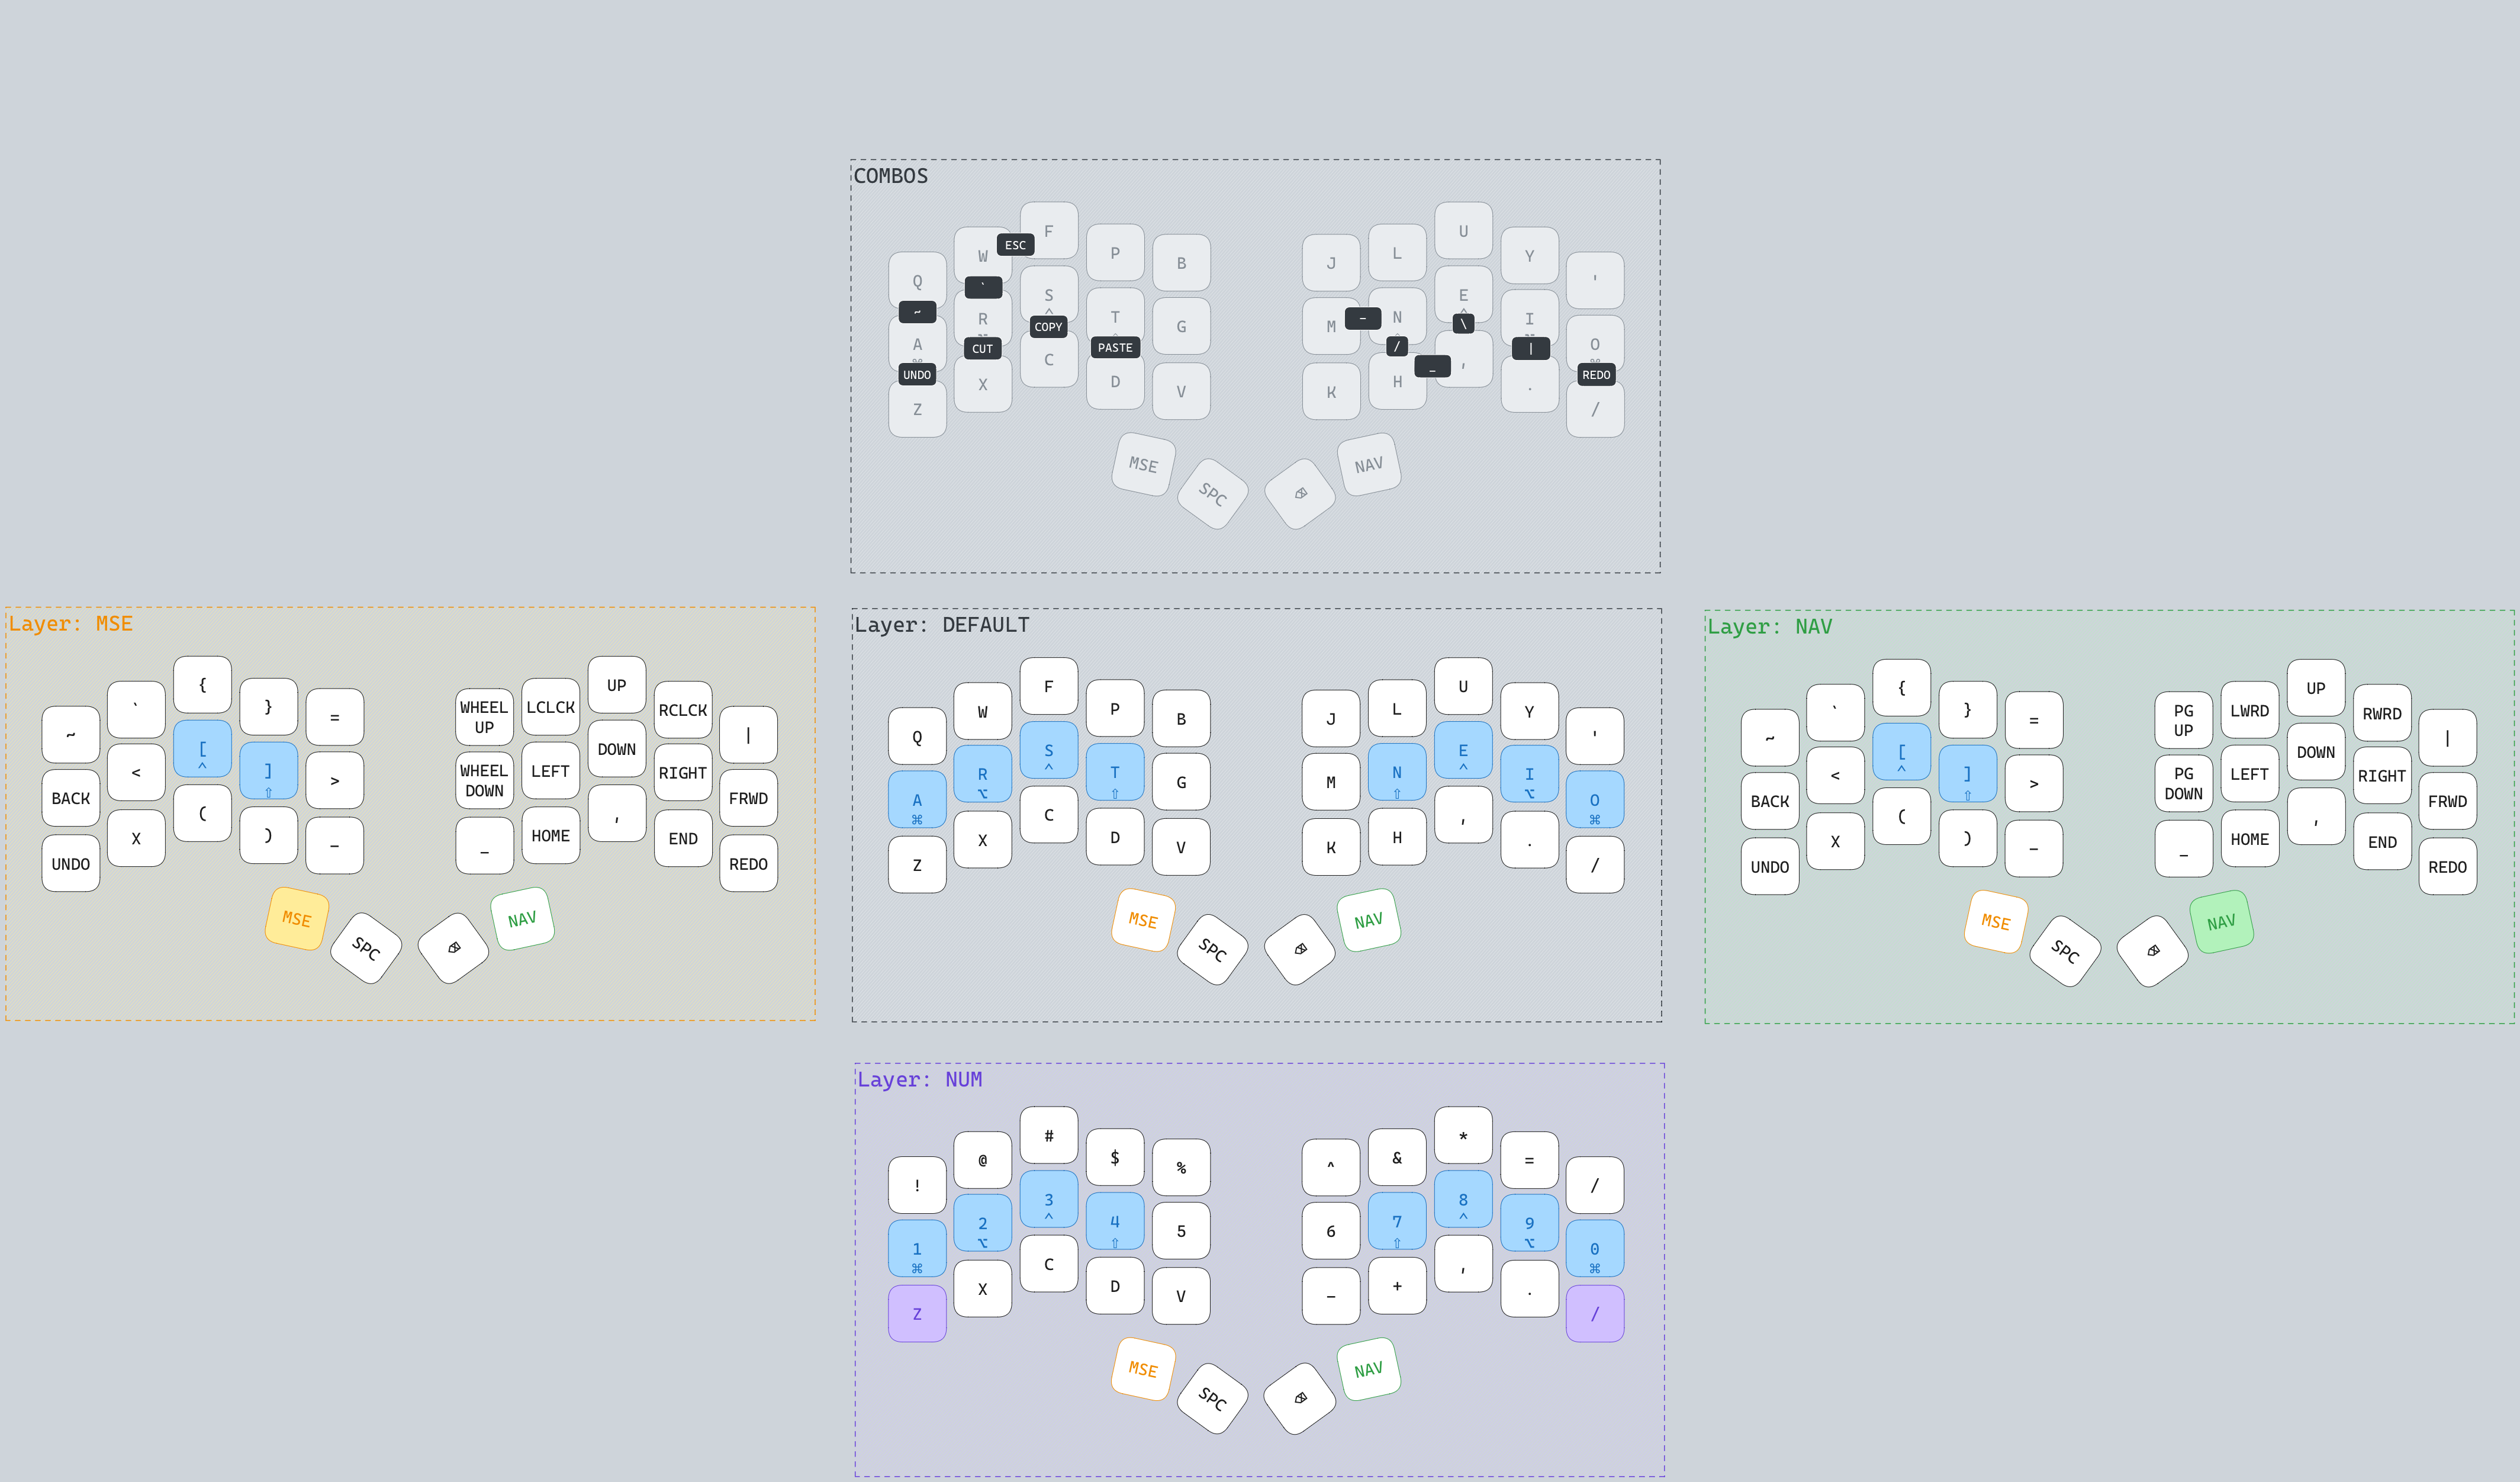 COMBOS
F U
W ESC P L Y
Q B J '
~ ` S ^ T G M - N E \ I O
A R COPY C , 
UNDO CUT X PASTE D V K / H _ | . REDO
Z /
MSE SPC ⌫ NAV
Layer: MSE
{ UP
` } LCLCK RCLCK
~ = WHEEL UP |
[ ^ DOWN
< ] ⇧ LEFT RIGHT
BACK > WHEEL DOWN FRWD
( ,
X ) HOME END
UNDO _ _ REDO
MSE SPC ⌫ NAV
Layer: DEFAULT
F U
W P L Y
Q B J '
S ^ E ^
R ⌥ T ⇧ N ⇧ I ⌥
A ⌘ G M O ⌘
C ,
X D H .
Z V K /
MSE SPC ⌫ NAV
Layer: NAV
{ UP
` } LWRD RWRD
~ = PG UP |
[ ^ DOWN
< ] ⇧ LEFT RIGHT
BACK > PG DOWN FRWD
( ,
X ) HOME END
UNDO _ _ REDO
MSE SPC ⌫ NAV
Layer: NUM
# *
@ $ & =
! % ^ /
3 ^ 8 ^
2 ⌥ 4 ⇧ 7 ⇧ 9 ⌥
1 ⌘ 5 6 0 ⌘
C ,
X D + .
Z V - /
MSE SPC ⌫ NAV